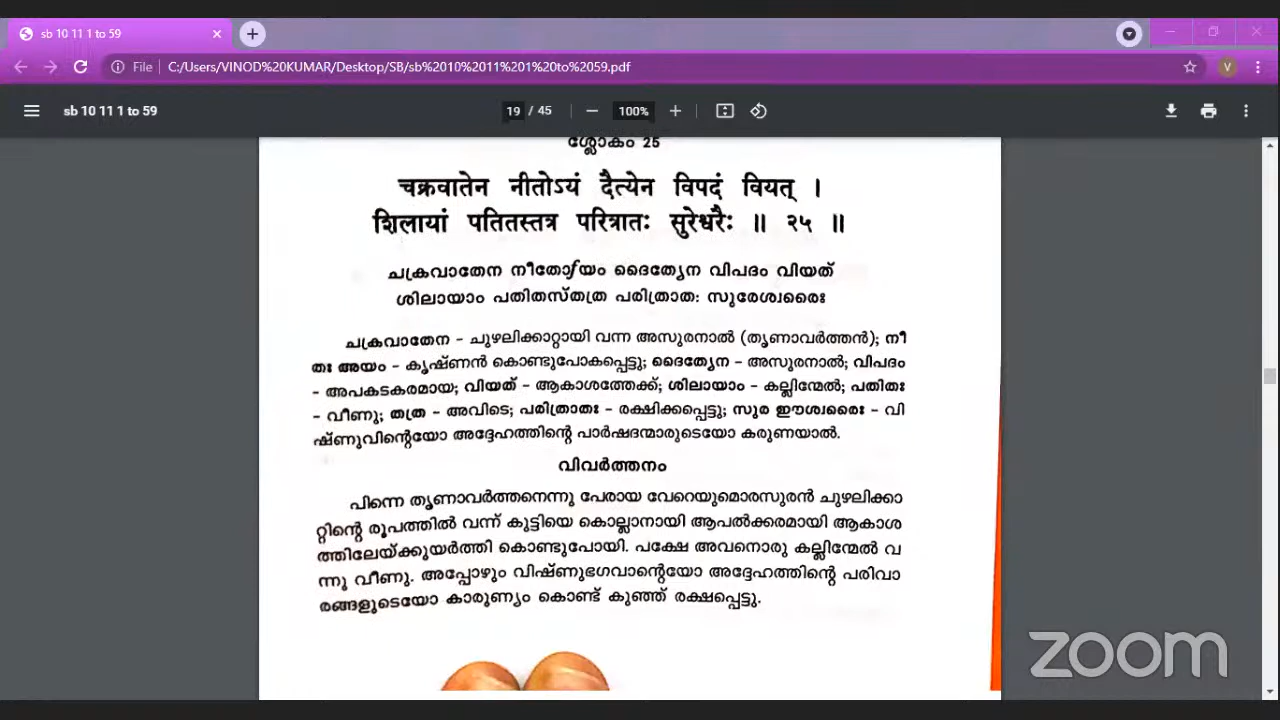 sb 10 11 1 to 59
File C:/Users/VINOD%20KUMAR/Desktop/SB/sb%2010%2011%201%20to%2059.pdf
V
sb 10 11 1 to 59
19 / 45
100%
ശ്ലോകം 25
चक्रवातेन नीतोऽयं दैत्येन विपदं वियत् ।
शिलायां पतितस्तत्र परित्रातः सुरेश्वरैः ॥ २५ ॥
ചക്രവാതേന നീതോƒയം ദൈത്യേന വിപദം വിയത്
ശിലായാം പതിതസ്തത്ര പരിത്രാത: സുരേശ്വരൈഃ
ചക്രവാതേന – ചുഴലിക്കാറ്റായി വന്ന അസുരനാൽ (തൃണാവർത്തൻ); നീ
തഃ അയം – കൃഷ്ണൻ കൊണ്ടുപോകപ്പെട്ടു; ദൈത്യേന – അസുരനാൽ; വിപദം
– അപകടകരമായ; വിയത് – ആകാശത്തേക്ക്; ശിലായാം – കല്ലിന്മേൽ; പതിതഃ
– വീണു; തത്ര – അവിടെ; പരിത്രാതഃ – രക്ഷിക്കപ്പെട്ടു; സുര ഈശ്വരൈഃ – വി
ഷ്ണുവിന്റെയോ അദ്ദേഹത്തിന്റെ പാർഷദന്മാരുടെയോ കരുണയാൽ.
വിവർത്തനം
പിന്നെ തൃണാവർത്തനെന്നു പേരായ വേറെയുമൊരസുരൻ ചുഴലിക്കാ
റ്റിന്റെ രൂപത്തിൽ വന്ന് കുട്ടിയെ കൊല്ലാനായി ആപൽക്കരമായി ആകാശ
ത്തിലേയ്ക്കുയർത്തി കൊണ്ടുപോയി. പക്ഷേ അവനൊരു കല്ലിന്മേൽ വ
ന്നു വീണു. അപ്പോഴും വിഷ്ണുഭഗവാന്റെയോ അദ്ദേഹത്തിന്റെ പരിവാ
രങ്ങളുടെയോ കാരുണ്യം കൊണ്ട് കുഞ്ഞ് രക്ഷപ്പെട്ടു.
zoom